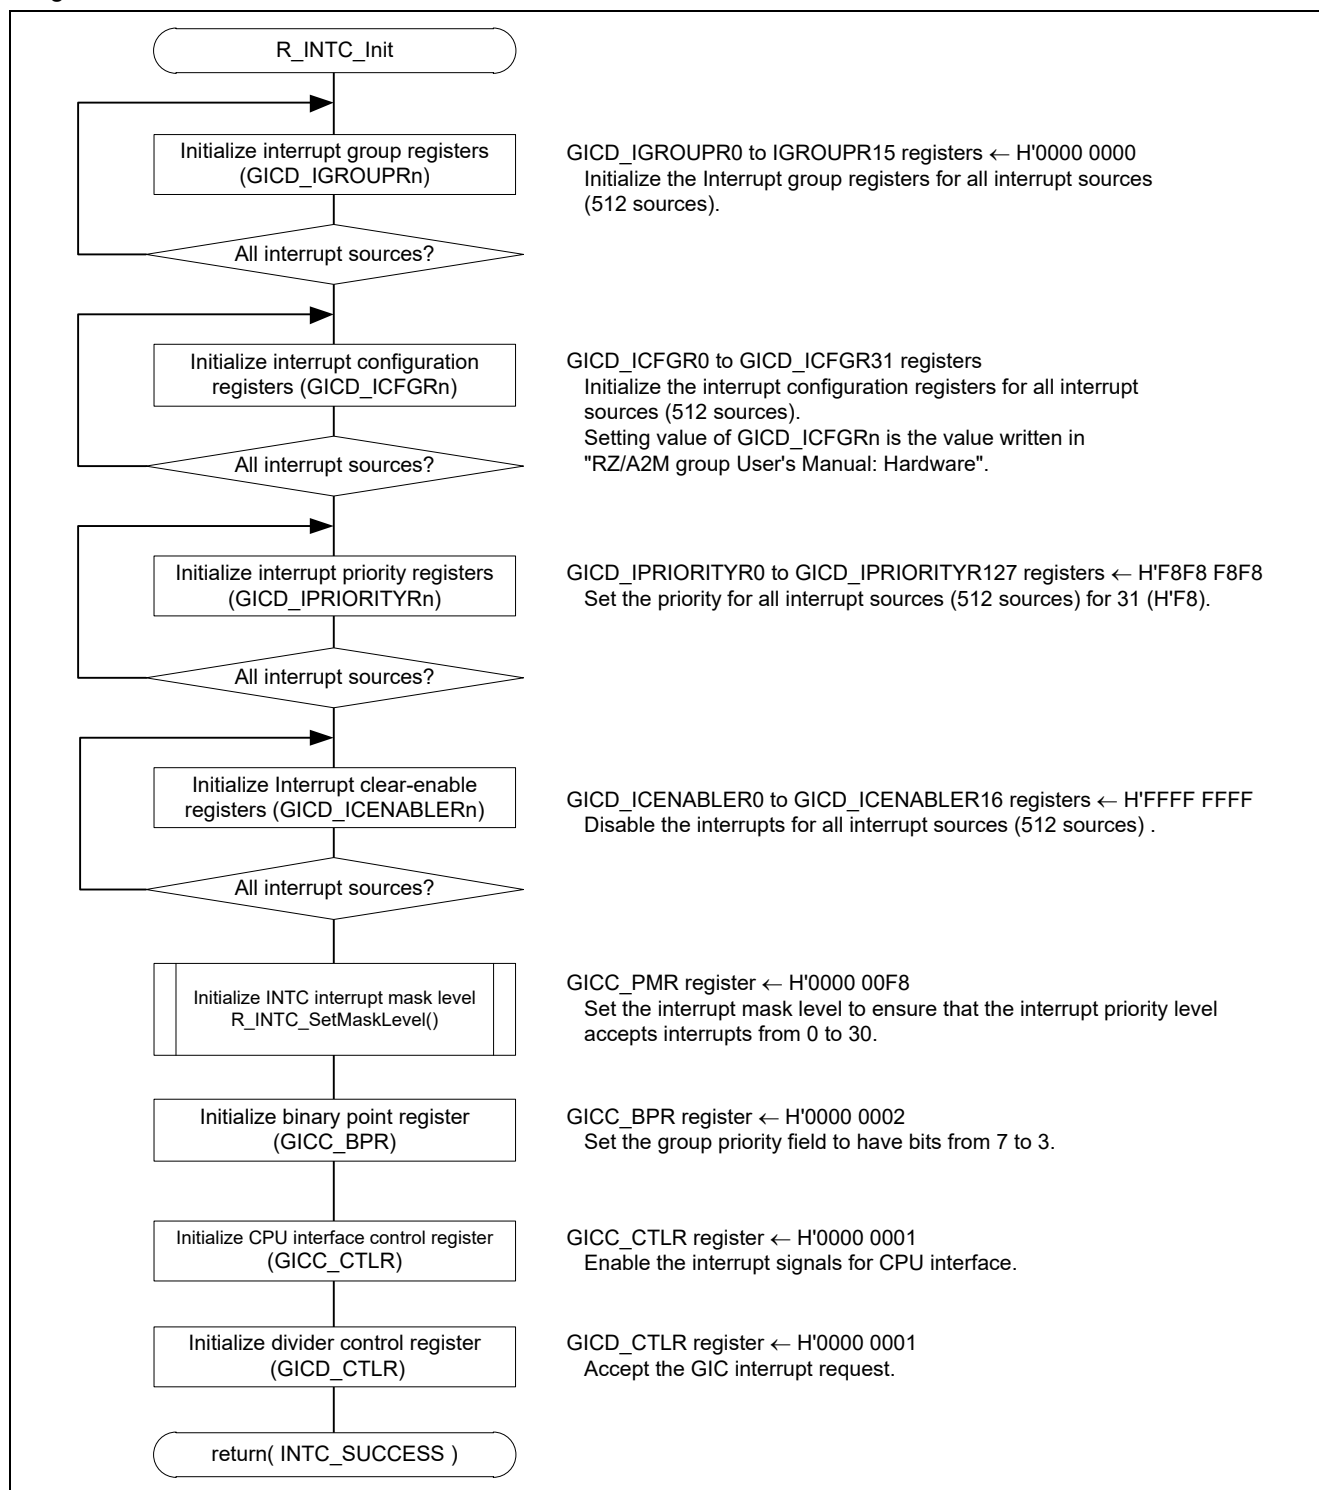 R_INTC_Init
Initialize interrupt group registers
(GICD_IGROUPRn)
GICD_IGROUPR0 to IGROUPR15 registers ← H'0000 0000
Initialize the Interrupt group registers for all interrupt sources
(512 sources).
All interrupt sources?
Initialize interrupt configuration
registers (GICD_ICFGRn)
GICD_ICFGR0 to GICD_ICFGR31 registers
Initialize the interrupt configuration registers for all interrupt
sources (512 sources).
Setting value of GICD_ICFGRn is the value written in
"RZ/A2M group User's Manual: Hardware".
All interrupt sources?
Initialize interrupt priority registers
(GICD_IPRIORITYRn)
GICD_IPRIORITYR0 to GICD_IPRIORITYR127 registers ← H'F8F8 F8F8
Set the priority for all interrupt sources (512 sources) for 31 (H'F8).
All interrupt sources?
Initialize Interrupt clear-enable
registers (GICD_ICENABLERn)
GICD_ICENABLER0 to GICD_ICENABLER16 registers ← H'FFFF FFFF
Disable the interrupts for all interrupt sources (512 sources) .
All interrupt sources?
Initialize INTC interrupt mask level
R_INTC_SetMaskLevel()
GICC_PMR register ← H'0000 00F8
Set the interrupt mask level to ensure that the interrupt priority level
accepts interrupts from 0 to 30.
Initialize binary point register
(GICC_BPR)
GICC_BPR register ← H'0000 0002
Set the group priority field to have bits from 7 to 3.
Initialize CPU interface control register
(GICC_CTLR)
GICC_CTLR register ← H'0000 0001
Enable the interrupt signals for CPU interface.
Initialize divider control register
(GICD_CTLR)
GICD_CTLR register ← H'0000 0001
Accept the GIC interrupt request.
return( INTC_SUCCESS )